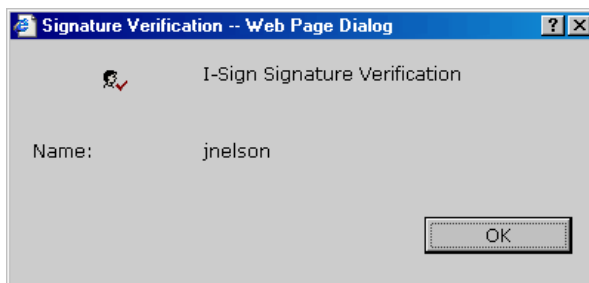 Signature Verification -- Web Page Dialog
I-Sign Signature Verification
Name: jnelson
OK